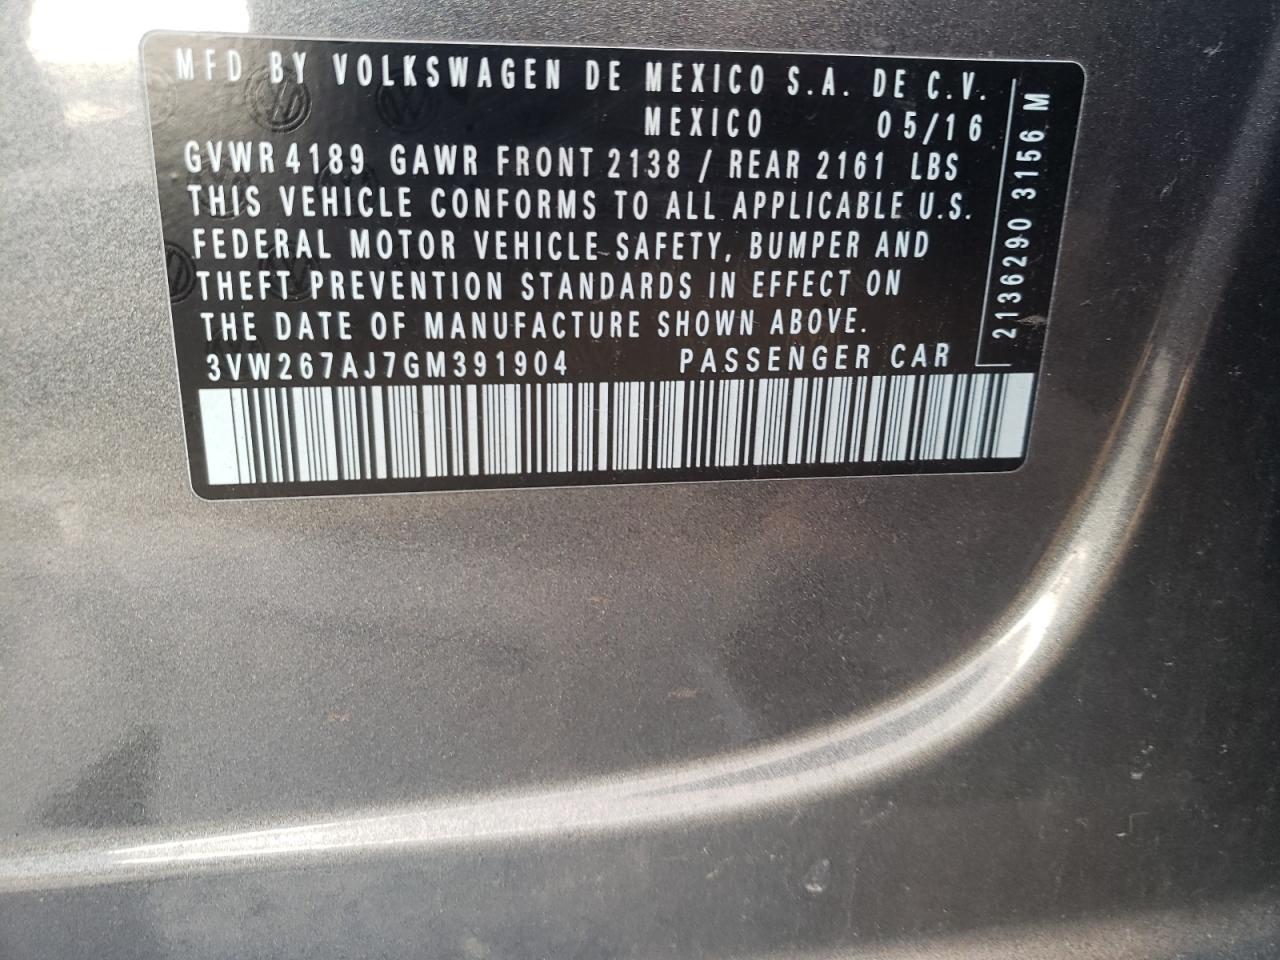 MFD BY VOLKSWAGEN DE MEXICO S.A. DE C.V.
MEXICO 05/16
GVWR 4189 GAWR FRONT 2138 / REAR 2161 LBS
THIS VEHICLE CONFORMS TO ALL APPLICABLE U.S.
FEDERAL MOTOR VEHICLE SAFETY, BUMPER AND
THEFT PREVENTION STANDARDS IN EFFECT ON
THE DATE OF MANUFACTURE SHOWN ABOVE.
3VW267AJ7GM391904 PASSENGER CAR
2136290 3156 M